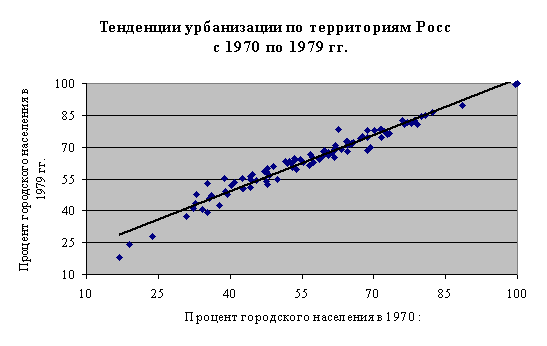 Тенденции урбанизации по территориям Росс
с 1970 по 1979 гг.
Процент городского населения в
1979 гг.
100
85
70
55
40
25
10
10 25 40 55 70 85 100
Процент городского населения в 1970 :